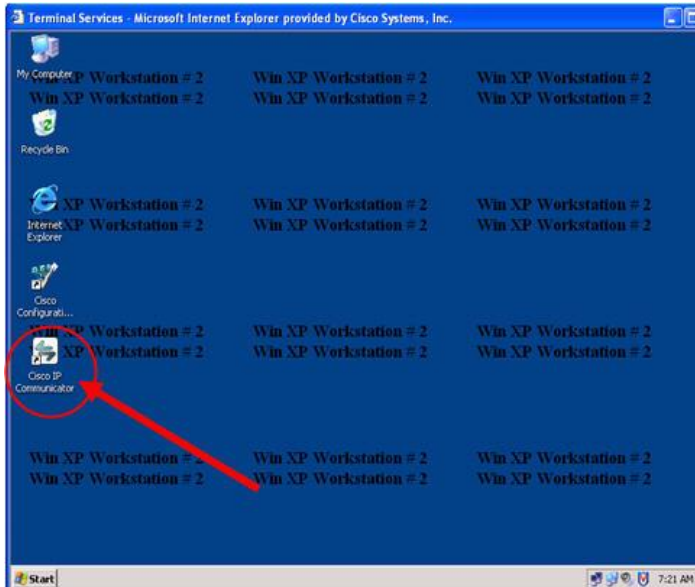 Terminal Services - Microsoft Internet Explorer provided by Cisco Systems, Inc.
My Computer
Win XP Workstation # 2 Win XP Workstation # 2
Win XP Workstation # 2 Win XP Workstation # 2 Win XP Workstation # 2
Recycle Bin
XP Workstation # 2 Win XP Workstation # 2 Win XP Workstation # 2
Internet
Explorer
XP Workstation # 2 Win XP Workstation # 2 Win XP Workstation # 2
Cisco
Configurati...
Win XP Workstation # 2 Win XP Workstation # 2 Win XP Workstation # 2
XP Workstation # 2 Win XP Workstation # 2 Win XP Workstation # 2
Cisco IP
Communicator
Win XP Workstation # 2 Win XP Workstation # 2 Win XP Workstation # 2
Win XP Workstation # 2 Win XP Workstation # 2 Win XP Workstation # 2
Start
7:21 AM